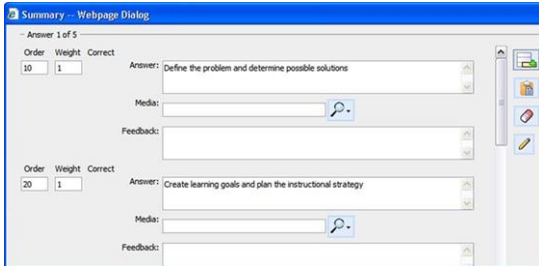 Summary -- Webpage Dialog
Answer 1 of 5
Order Weight Correct
10 1 Answer: Define the problem and determine possible solutions
Media:
Feedback:
Order Weight Correct
20 1 Answer: Create learning goals and plan the instructional strategy
Media:
Feedback: